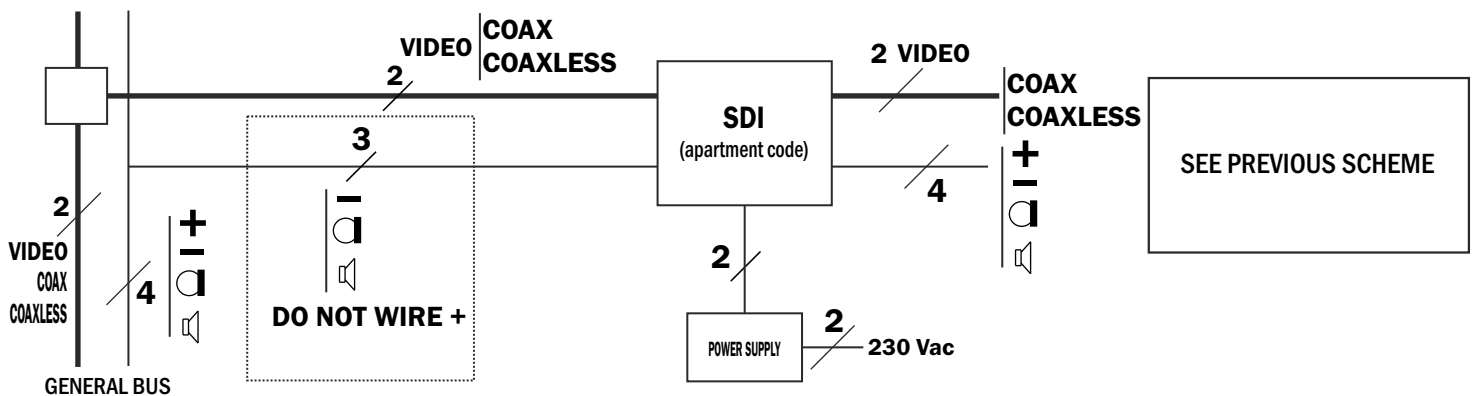 VIDEO
COAX
COAXLESS
2
3
–
DO NOT WIRE +
2
VIDEO
COAX
COAXLESS
4
+
–
GENERAL BUS
SDI
(apartment code)
2 VIDEO
COAX
COAXLESS
4
+
–
2
POWER SUPPLY
2
230 Vac
SEE PREVIOUS SCHEME